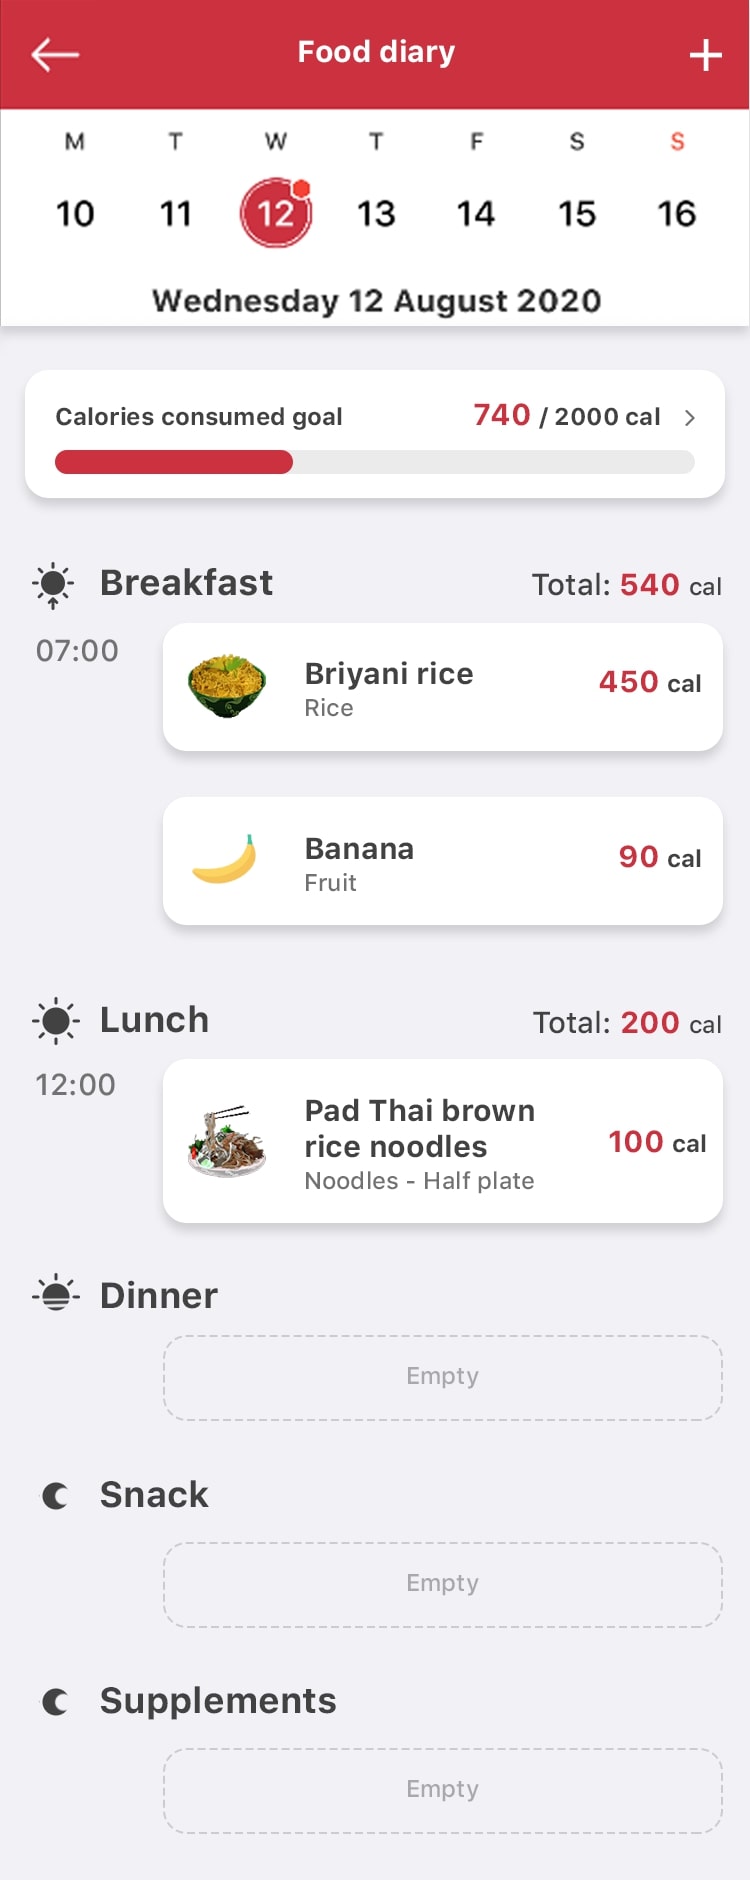 Food diary
M T W T F S S
10 11 12 13 14 15 16
Wednesday 12 August 2020
Calories consumed goal 740 / 2000 cal
Breakfast Total: 540 cal
07:00
Briyani rice
Rice
450 cal
Banana
Fruit
90 cal
Lunch Total: 200 cal
12:00
Pad Thai brown
rice noodles
Noodles - Half plate
100 cal
Dinner
Empty
Snack
Empty
Supplements
Empty